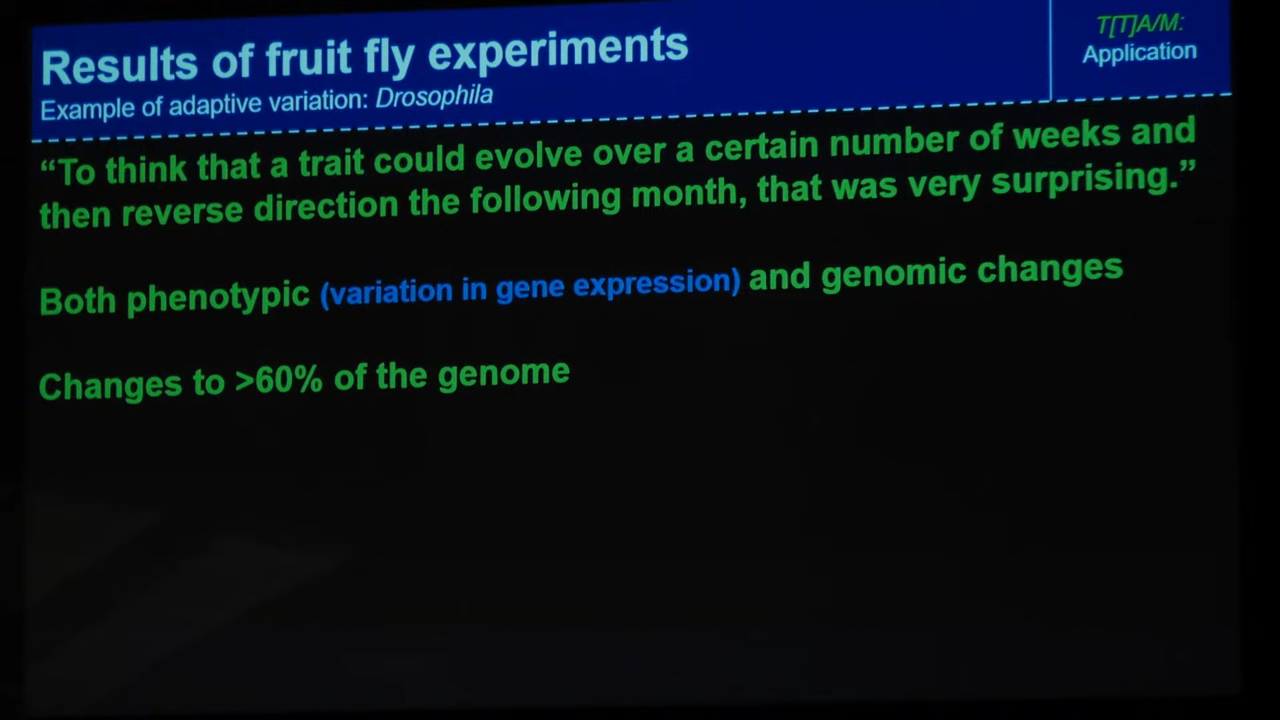 Results of fruit fly experiments
Example of adaptive variation: Drosophila
T[T]A/M:
Application
“To think that a trait could evolve over a certain number of weeks and
then reverse direction the following month, that was very surprising.”
Both phenotypic (variation in gene expression) and genomic changes
Changes to >60% of the genome